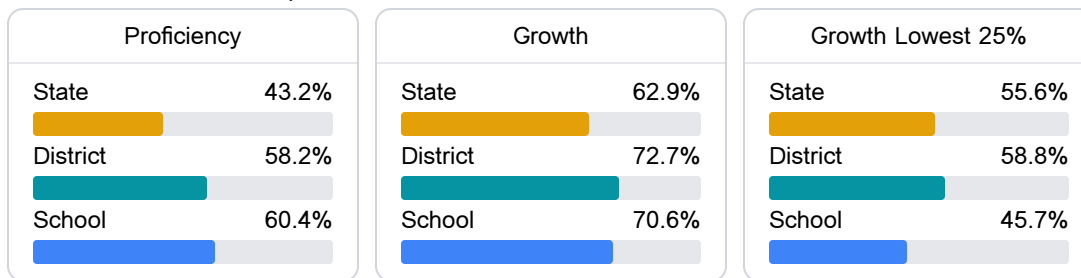 Proficiency
State 43.2%
District 58.2%
School 60.4%
Growth
State 62.9%
District 72.7%
School 70.6%
Growth Lowest 25%
State 55.6%
District 58.8%
School 45.7%